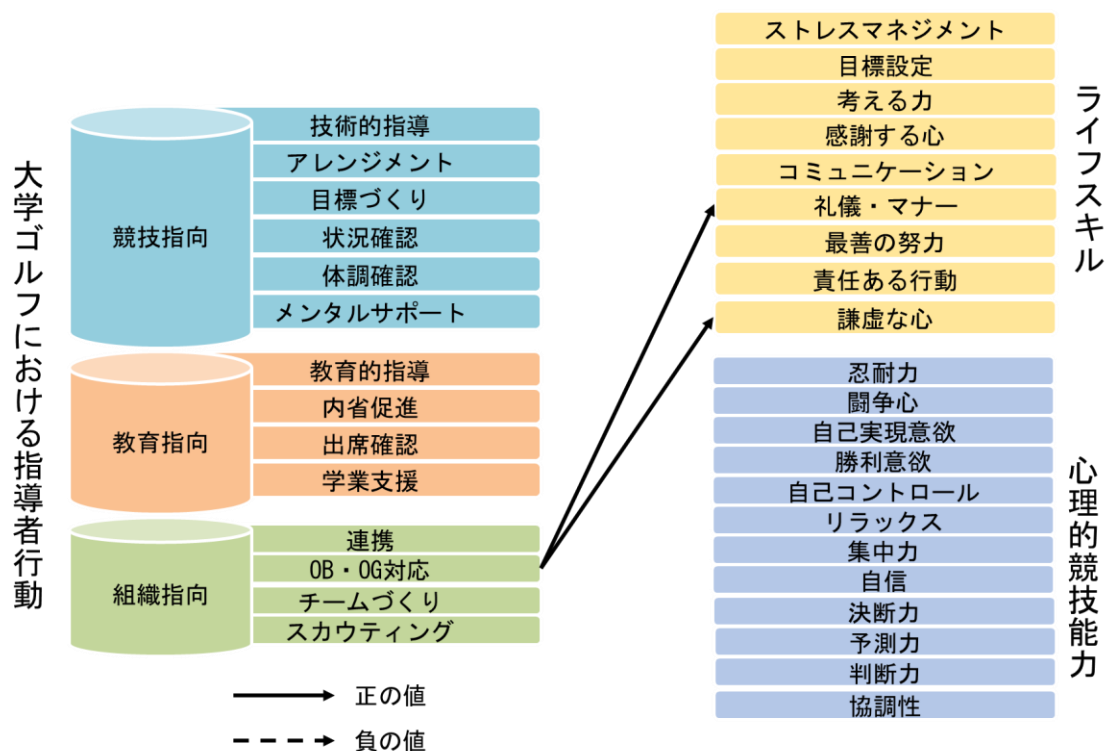 大学ゴルフにおける指導者行動
競技指向
技術的指導
アレンジメント
目標づくり
状況確認
体調確認
メンタルサポート
教育指向
教育的指導
内省促進
出席確認
学業支援
組織指向
連携
OB・OG対応
チームづくり
スカウティング
正の値
負の値
ストレスマネジメント
目標設定
考える力
感謝する心
コミュニケーション
礼儀・マナー
最善の努力
責任ある行動
謙虚な心
ライフスキル
忍耐力
闘争心
自己実現意欲
勝利意欲
自己コントロール
リラックス
集中力
自信
決断力
予測力
判断力
協調性
心理的競技能力